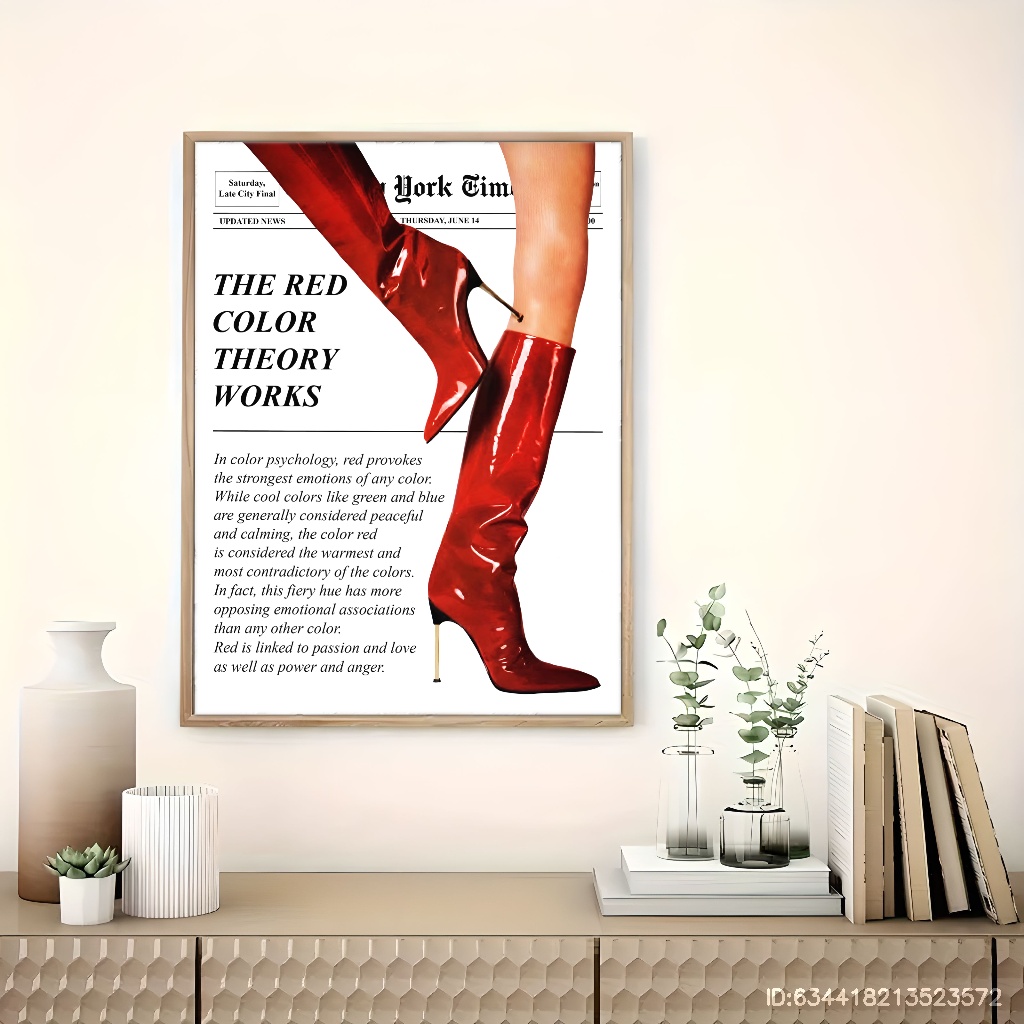 Saturday,
Late City Final
York Tim
UPDATED NEWS
THURSDAY, JUNE 14
00
THE RED
COLOR
THEORY
WORKS
In color psychology, red provokes
the strongest emotions of any color.
While cool colors like green and blue
are generally considered peaceful
and calming, the color red
is considered the warmest and
most contradictory of the colors.
In fact, this fiery hue has more
opposing emotional associations
than any other color.
Red is linked to passion and love
as well as power and anger.
ID:634418213523572